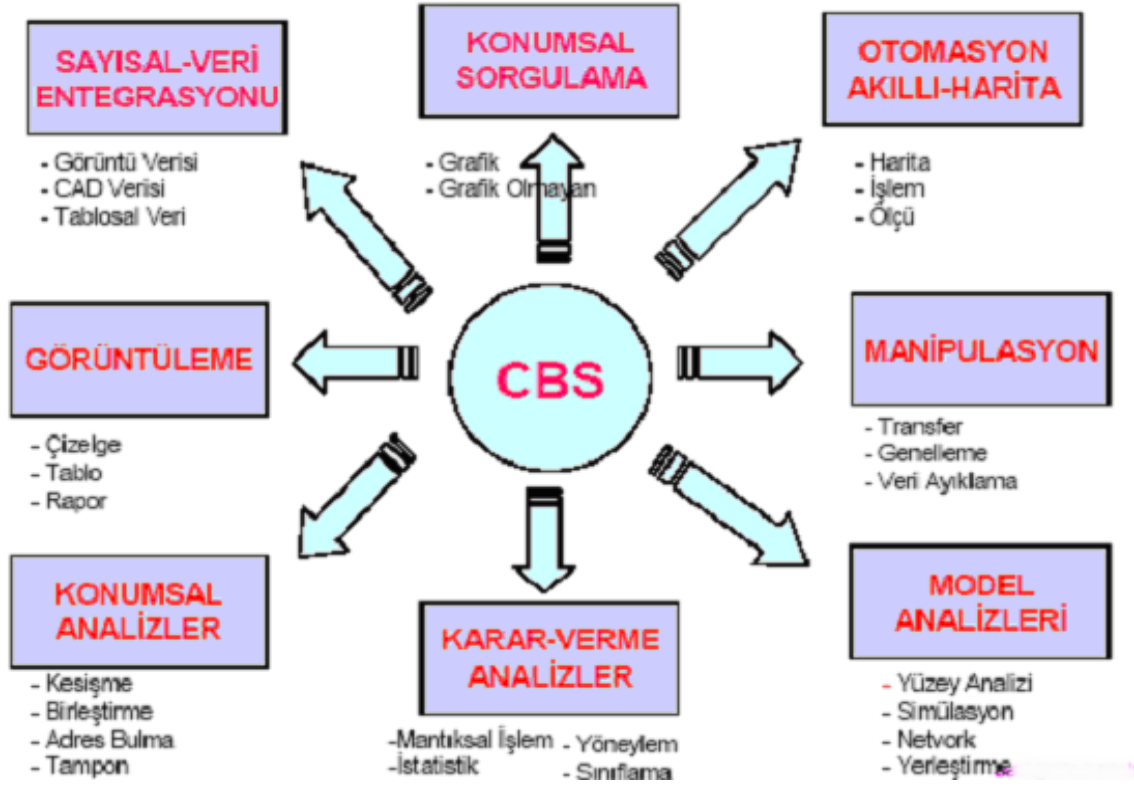 SAYISAL-VERİ
ENTEGRASYONU
- Görüntü Verisi
- CAD Verisi
- Tablosal Veri
KONUMSAL
SORGULAMA
- Grafik
- Grafik Olmayan
OTOMASYON
AKILLI-HARİTA
- Harita
- İşlem
- Ölçü
GÖRÜNTÜLEME
- Çizelge
- Tablo
- Rapor
CBS
MANİPULASYON
- Transfer
- Genelleme
- Veri Ayıklama
KONUMSAL
ANALİZLER
- Kesişme
- Birleştirme
- Adres Bulma
- Tampon
KARAR-VERME
ANALİZLER
-Mantıksal İşlem
-İstatistik
- Yöneylem
- Sınıflama
MODEL
ANALİZLERİ
- Yüzey Analizi
- Simülasyon
- Network
- Yerleştirme